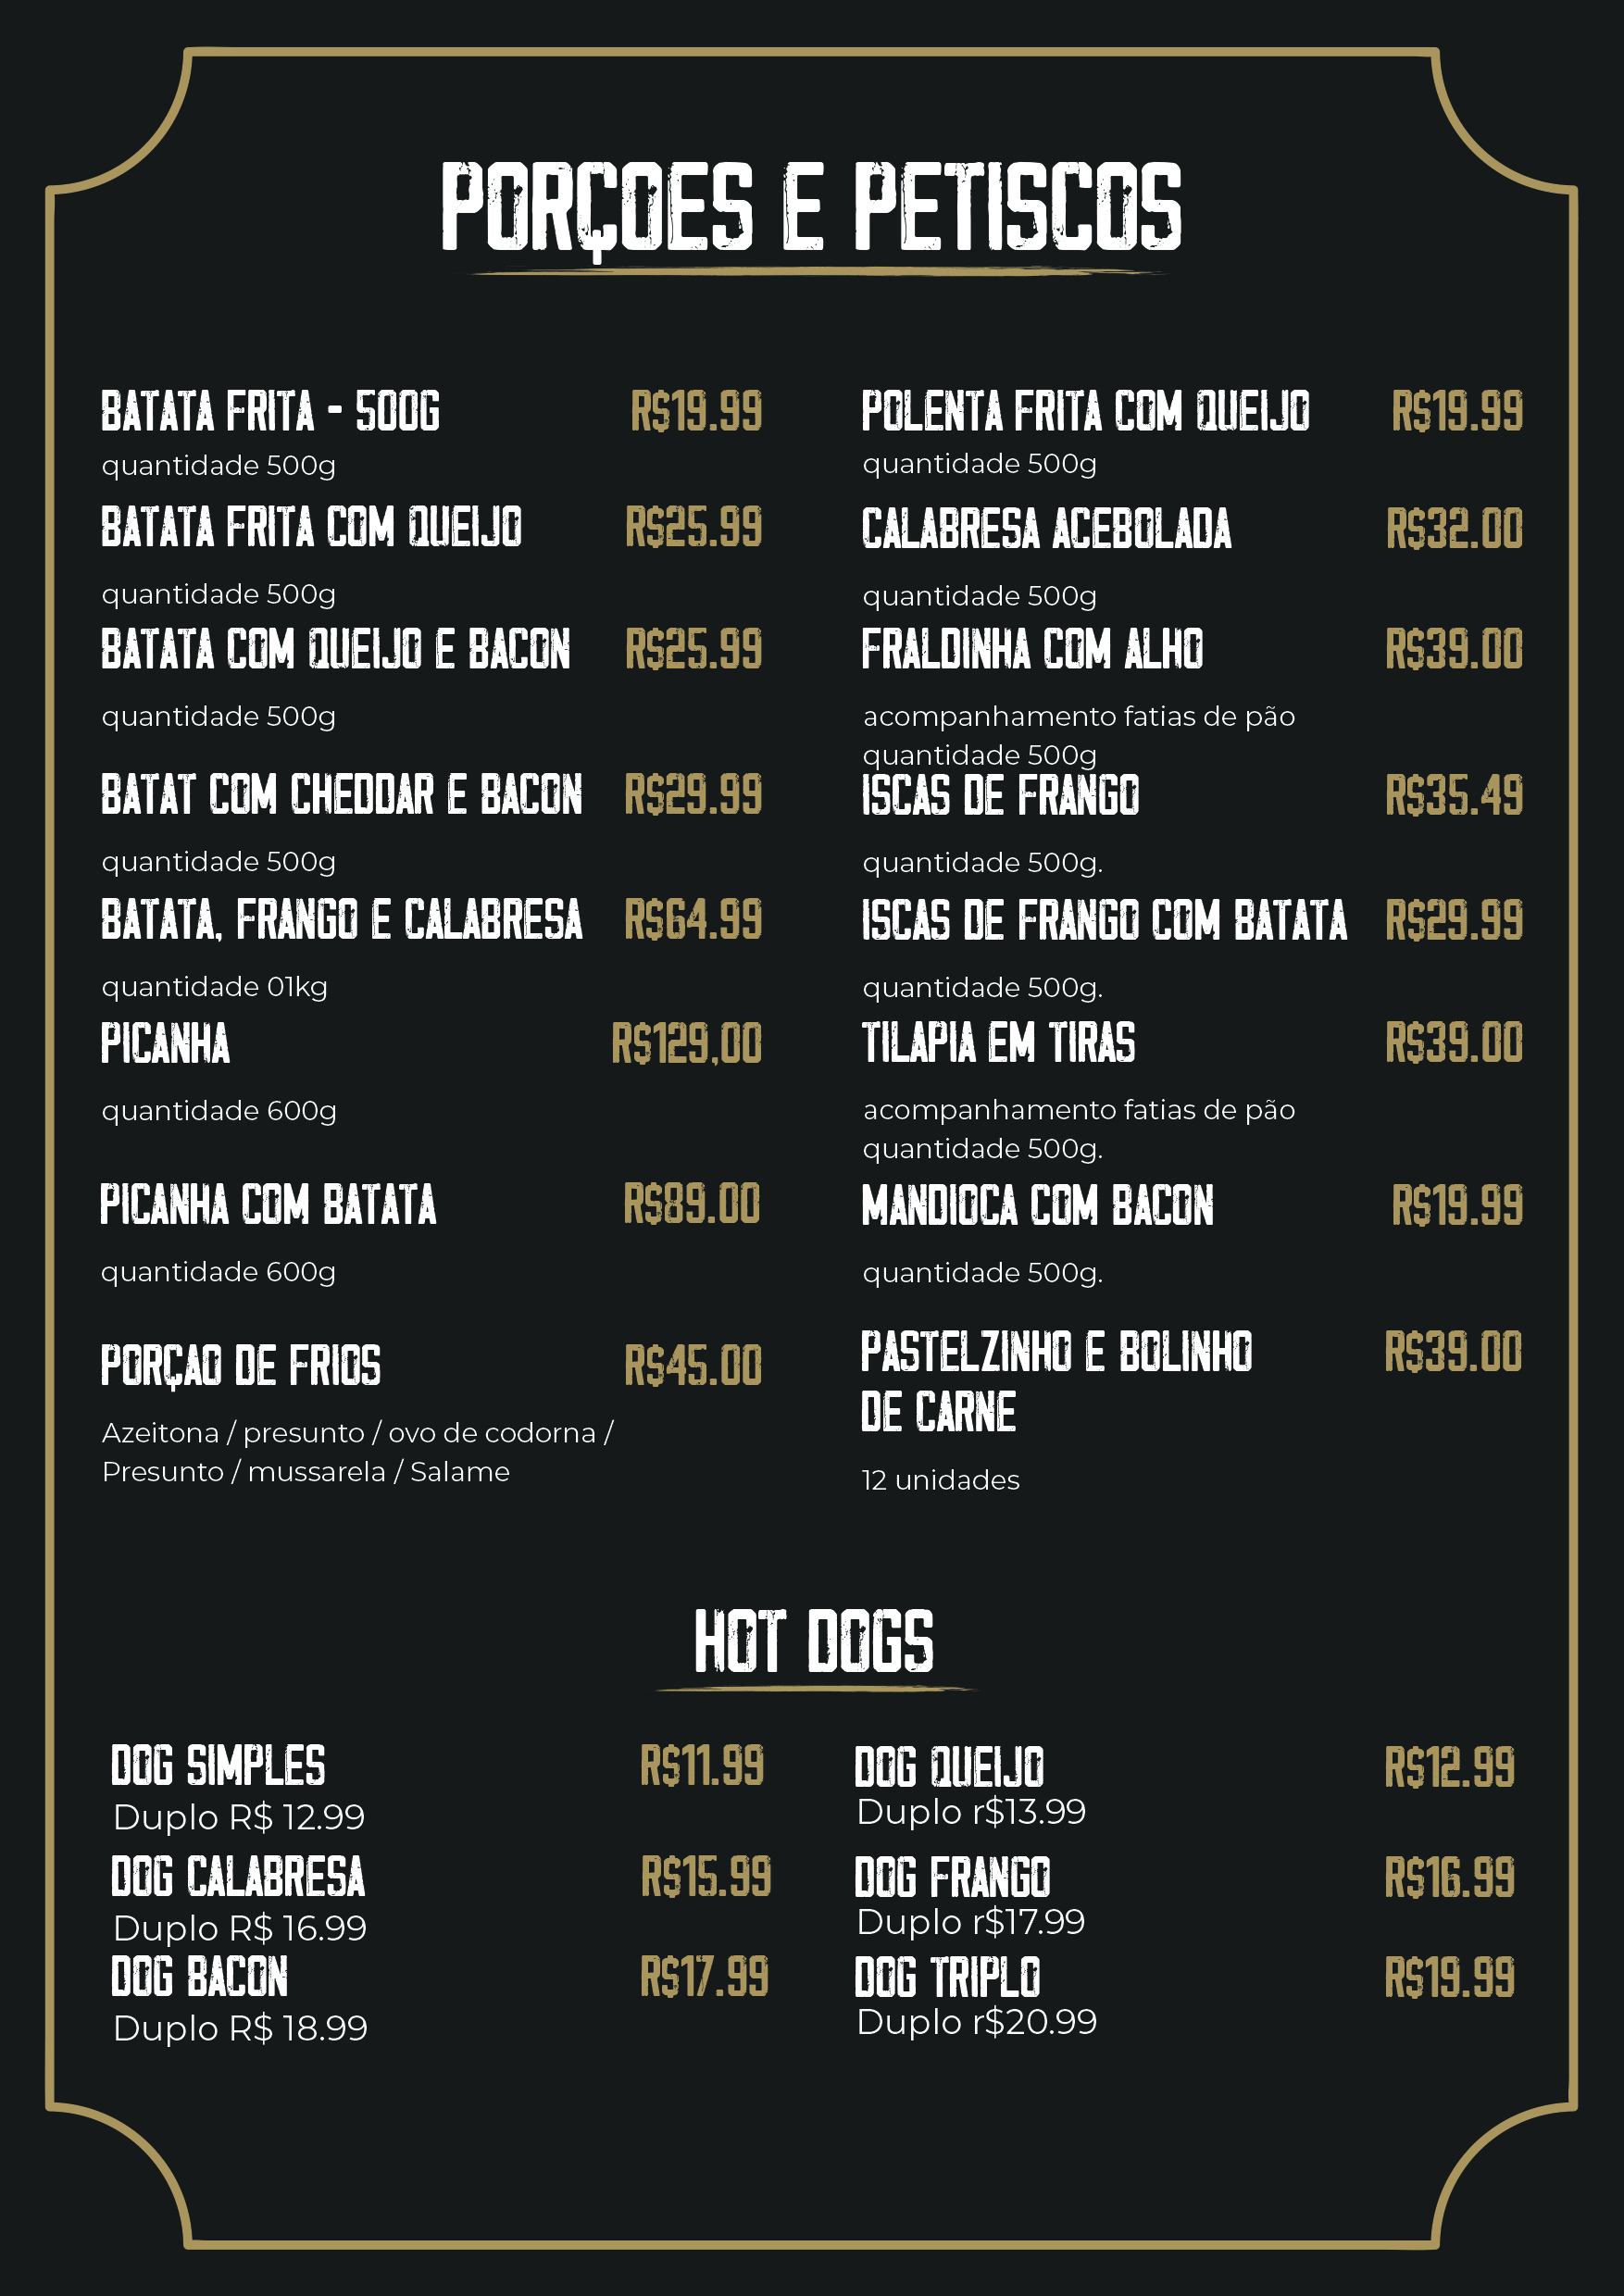 PORÇOES E PETISCOS
BATATA FRITA - 500G R$19.99
quantidade 500g
BATATA FRITA COM QUEIJO R$25.99
quantidade 500g
BATATA COM QUEIJO E BACON R$25.99
quantidade 500g
BATAT COM CHEDDAR E BACON R$29.99
quantidade 500g
BATATA, FRANGO E CALABRESA R$64.99
quantidade 01kg
PICANHA R$129,00
quantidade 600g
PICANHA COM BATATA R$89.00
quantidade 600g
PORÇAO DE FRIOS R$45.00
Azeitona / presunto / ovo de codorna /
Presunto / mussarela / Salame
POLENTA FRITA COM QUEIJO R$19.99
quantidade 500g
CALABRESA ACEBOLADA R$32.00
quantidade 500g
FRALDINHA COM ALHO R$39.00
acompanhamento fatias de pão
quantidade 500g
ISCAS DE FRANGO R$35.49
quantidade 500g.
ISCAS DE FRANGO COM BATATA R$29.99
quantidade 500g.
TILAPIA EM TIRAS R$39.00
acompanhamento fatias de pão
quantidade 500g.
MANDIOCA COM BACON R$19.99
quantidade 500g.
PASTELZINHO E BOLINHO R$39.00
DE CARNE
12 unidades
HOT DOGS
DOG SIMPLES R$11.99
Duplo R$ 12.99
DOG CALABRESA R$15.99
Duplo R$ 16.99
DOG BACON R$17.99
Duplo R$ 18.99
DOG QUEIJO R$12.99
Duplo r$13.99
DOG FRANGO R$16.99
Duplo r$17.99
DOG TRIPLO R$19.99
Duplo r$20.99